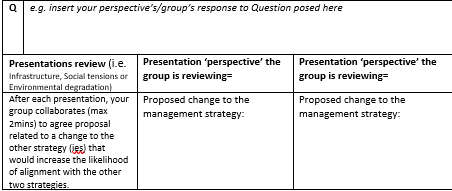 Q e.g. insert your perspective's/group's response to Question posed here
Presentations review (i.e.
Infrastructure, Social tensions or
Environmental degradation)
Presentation 'perspective' the
group is reviewing=
Presentation 'perspective' the
group is reviewing=
After each presentation, your
group collaborates (max
2mins) to agree proposal
related to a change to the
other strategy (ies) that
would increase the likelihood
of alignment with the other
two strategies.
Proposed change to the
management strategy:
Proposed change to the
management strategy: